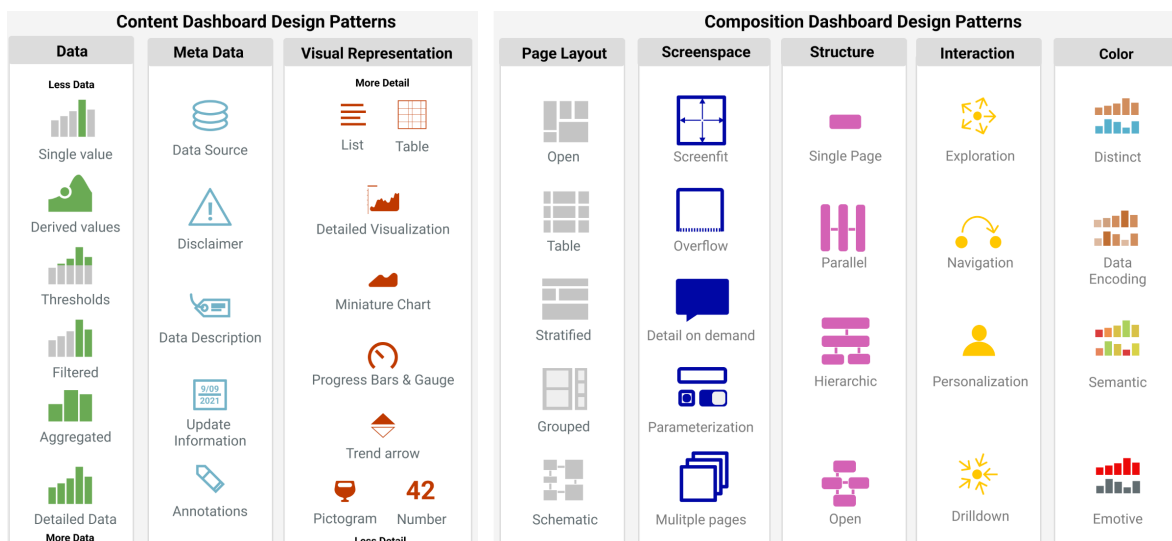 Content Dashboard Design Patterns
Data
Less Data
Single value
Derived values
Thresholds
Filtered
Aggregated
Detailed Data
More Data
Meta Data
Data Source
Disclaimer
Data Description
9/09
2021
Update
Information
Annotations
Visual Representation
More Detail
List
Table
Detailed Visualization
Miniature Chart
Progress Bars & Gauge
Trend arrow
42
Pictogram
Number
Less Detail
Composition Dashboard Design Patterns
Page Layout
Open
Table
Stratified
Grouped
Schematic
Screenspace
Screenfit
Overflow
Detail on demand
Parameterization
Mulitple pages
Structure
Single Page
Parallel
Hierarchic
Open
Interaction
Exploration
Navigation
Personalization
Drilldown
Color
Distinct
Data
Encoding
Semantic
Emotive